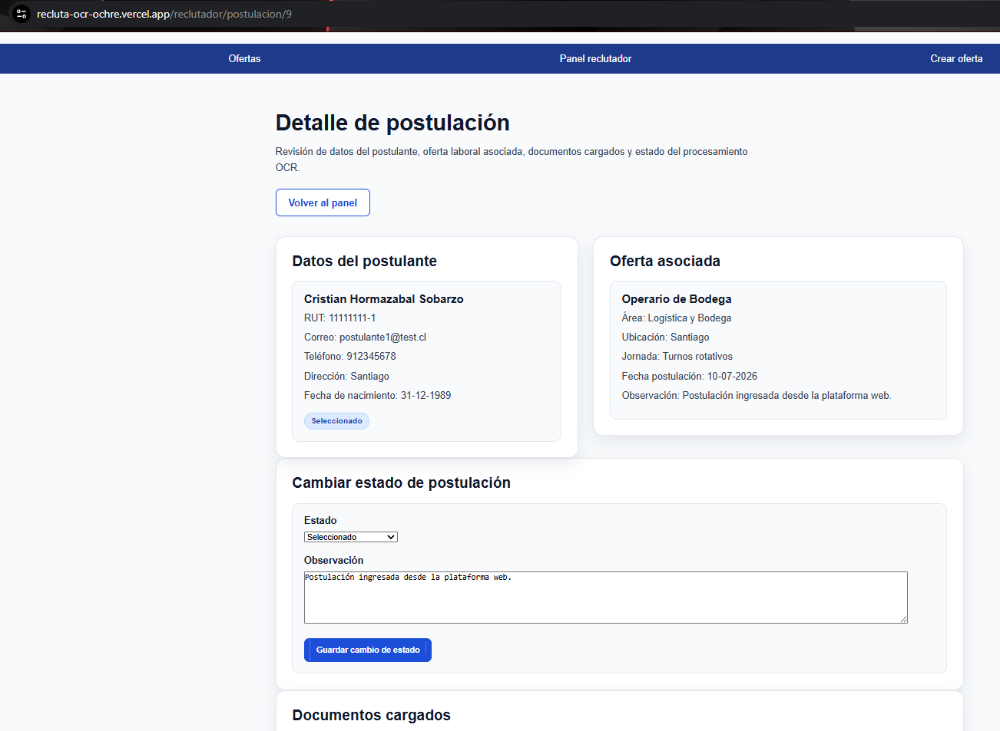 recluta-ocr-ochre.vercel.app/reclutador/postulacion/9
Ofertas
Panel reclutador
Crear oferta
Detalle de postulación
Revisión de datos del postulante, oferta laboral asociada, documentos cargados y estado del procesamiento
OCR.
Volver al panel
Datos del postulante
Cristian Hormazabal Sobarzo
RUT: 11111111-1
Correo: postulante1@test.cl
Teléfono: 912345678
Dirección: Santiago
Fecha de nacimiento: 31-12-1989
Seleccionado
Oferta asociada
Operario de Bodega
Área: Logística y Bodega
Ubicación: Santiago
Jornada: Turnos rotativos
Fecha postulación: 10-07-2026
Observación: Postulación ingresada desde la plataforma web.
Cambiar estado de postulación
Estado
Seleccionado
Observación
Postulación ingresada desde la plataforma web.
Guardar cambio de estado
Documentos cargados